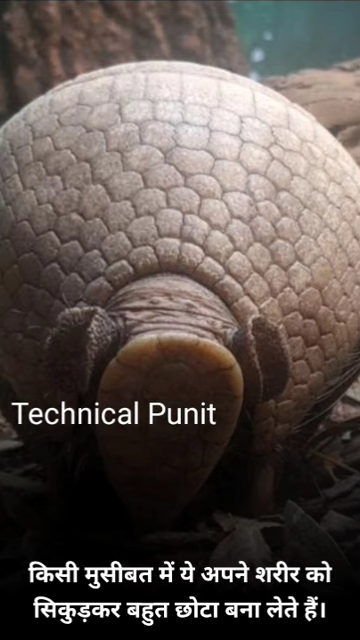 Technical Punit
किसी मुसीबत में ये अपने शरीर को
सिकुड़कर बहुत छोटा बना लेते हैं।